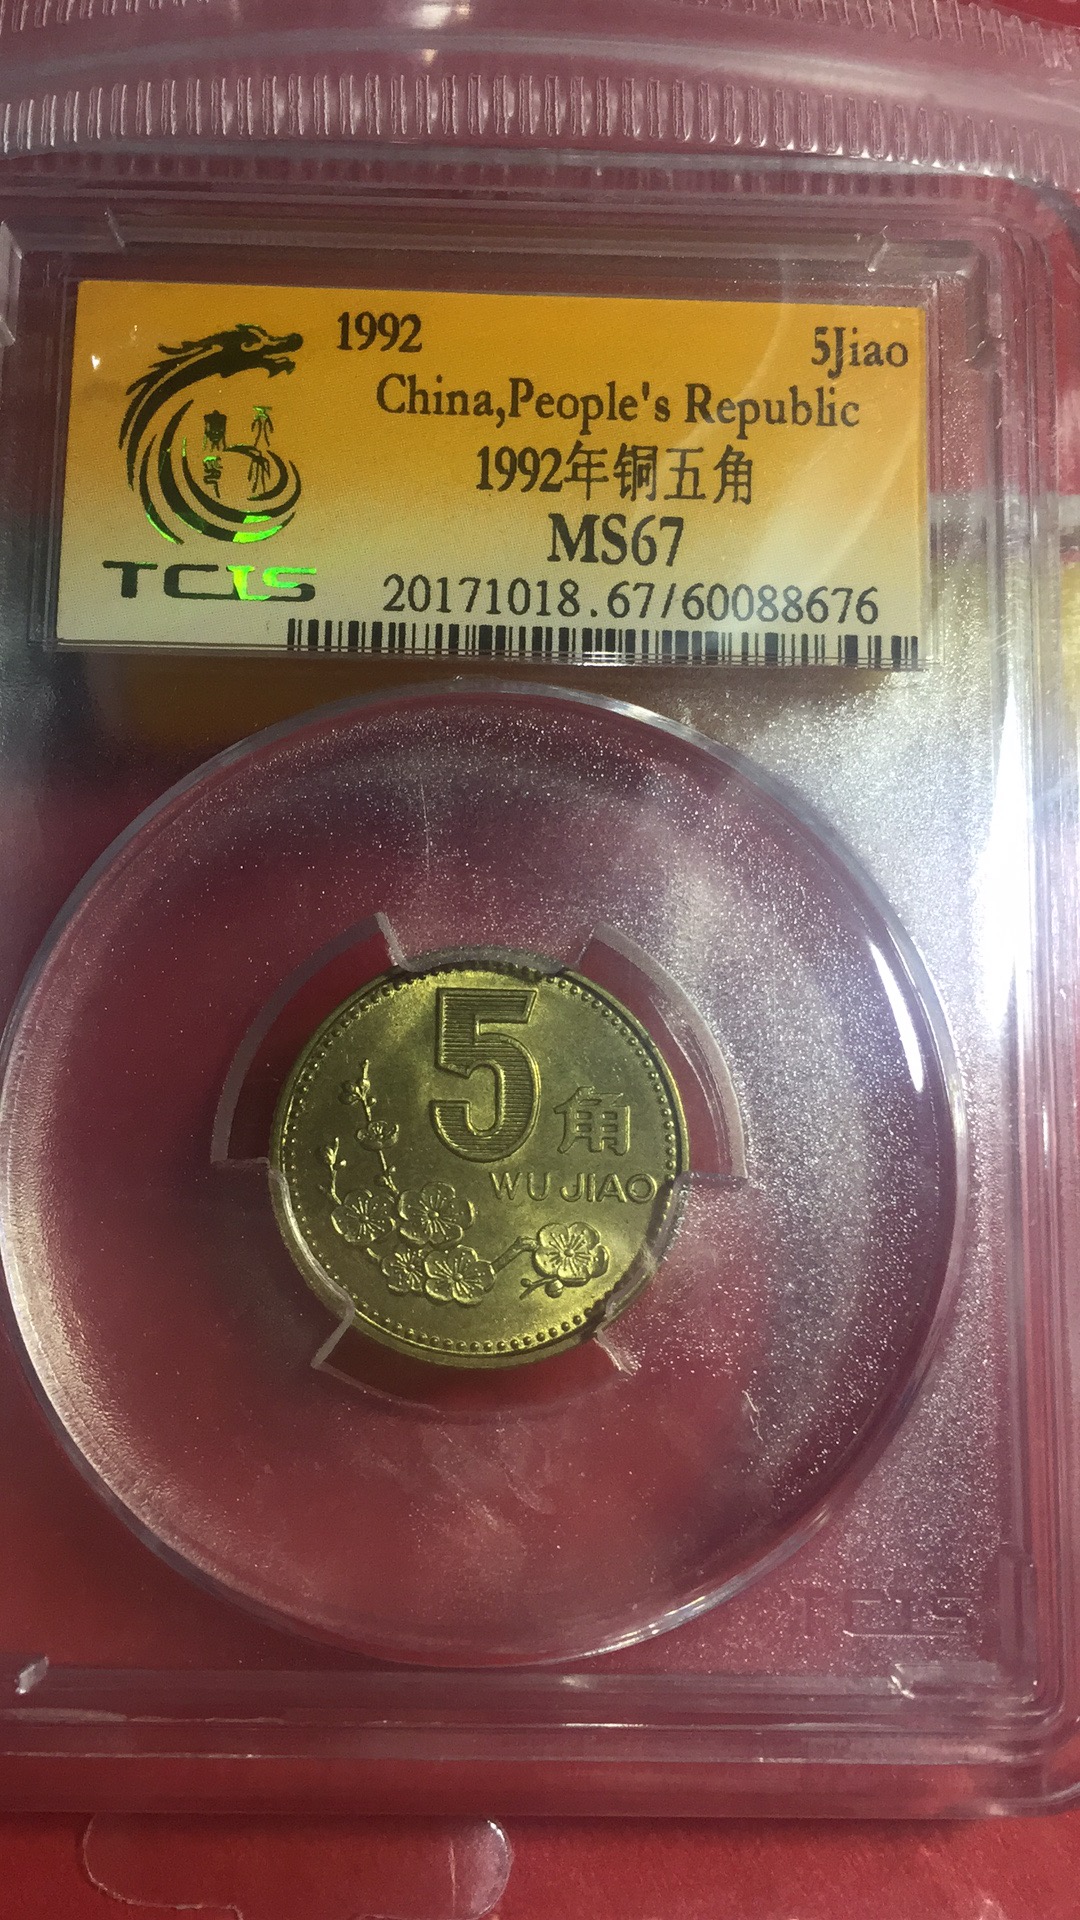 1992 5Jiao
China,People's Republic
1992年铜五角
MS67
TCIS
20171018.67/60088676
5角
WU JIAO
TCIS